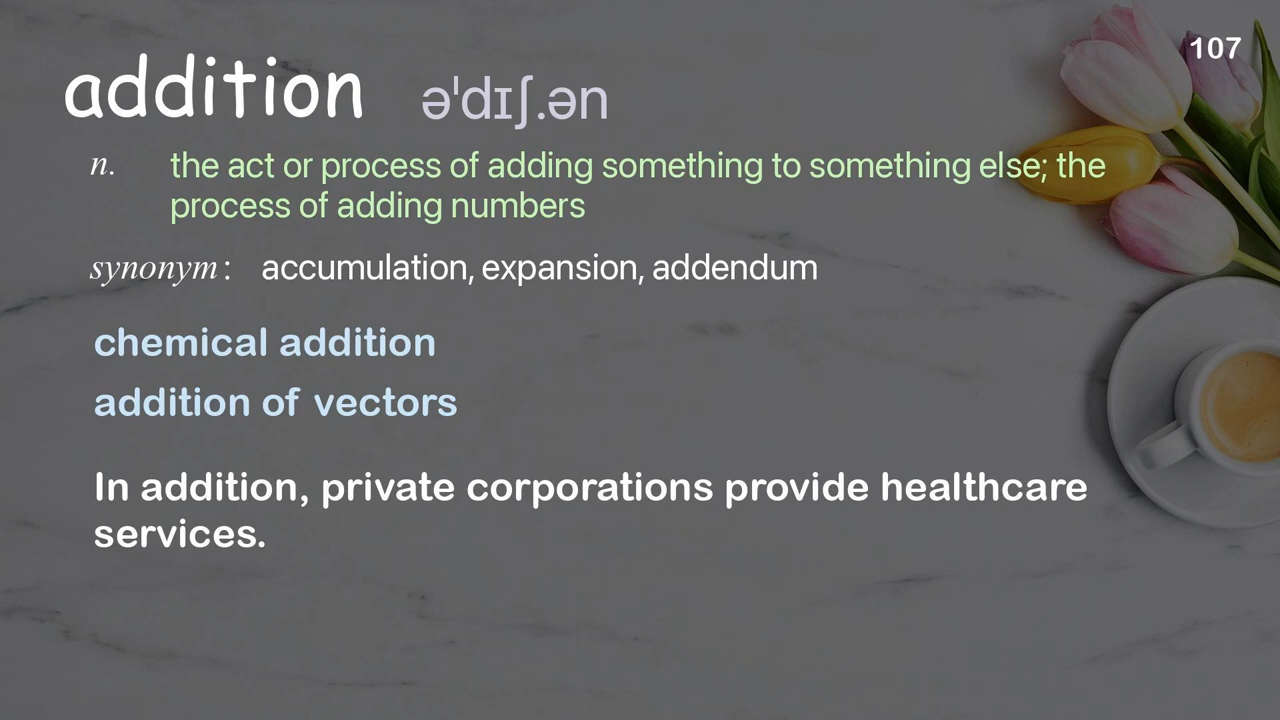 107
addition əˈdɪʃ.ən
n. the act or process of adding something to something else; the
process of adding numbers
synonym: accumulation, expansion, addendum
chemical addition
addition of vectors
In addition, private corporations provide healthcare
services.